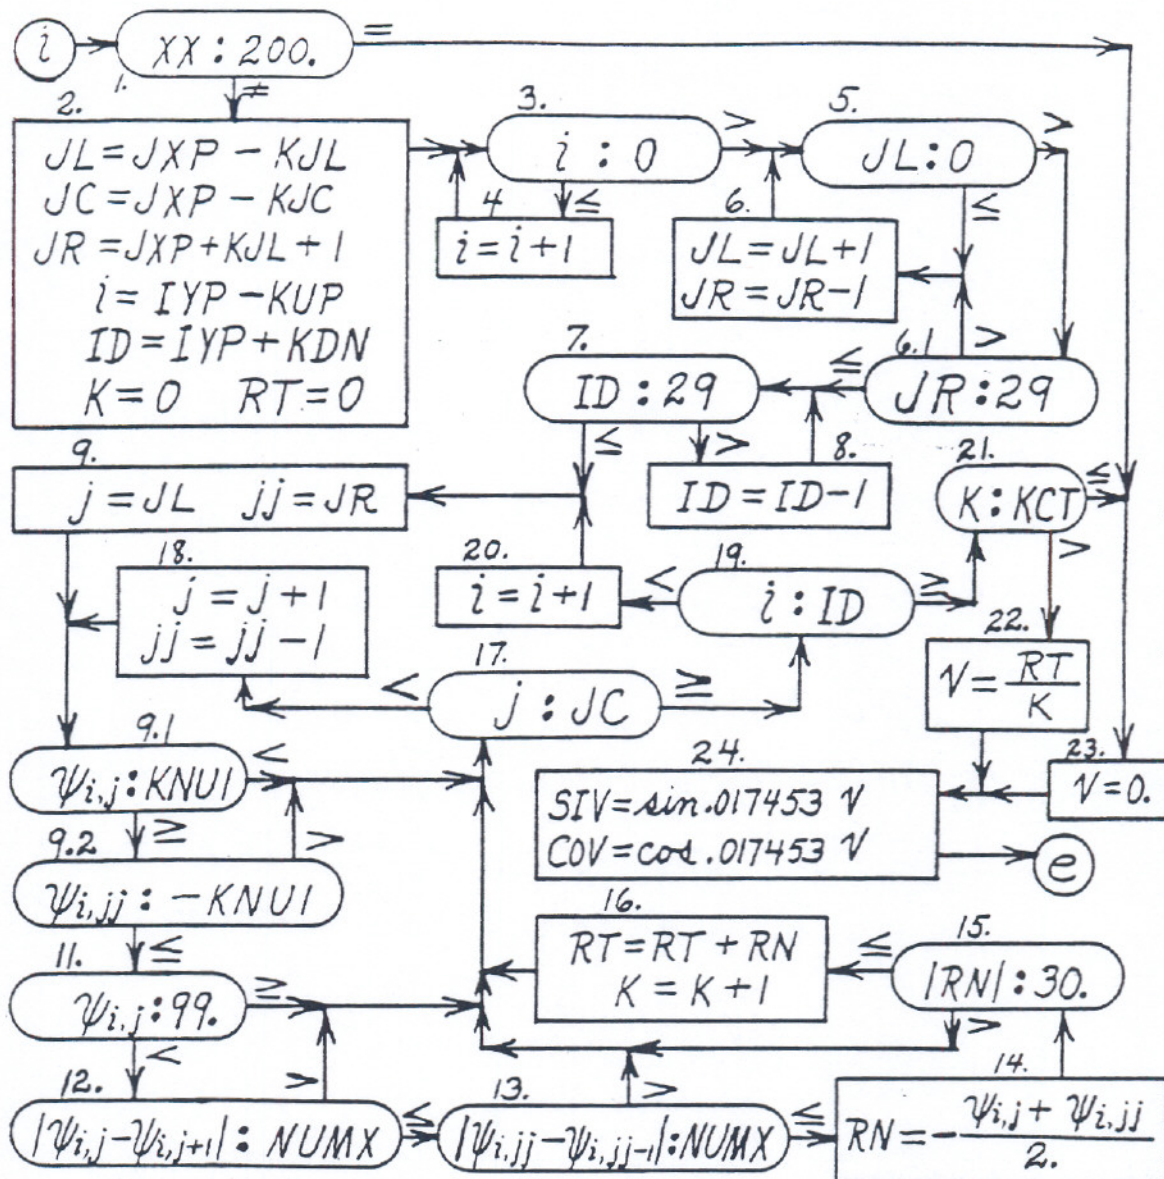 i
XX : 200.
=
1.
≠
2.
JL = JXP - KJL
JC = JXP - KJC
JR = JXP + KJL + 1
i = IYP - KUP
ID = IYP + KDN
K = 0 RT = 0
3.
i : 0
>
≤
4
i = i + 1
5.
JL : 0
>
≤
6.
JL = JL + 1
JR = JR - 1
>
6.1
JR : 29
≤
7.
ID : 29
≤
>
8.
ID = ID - 1
9.
j = JL jj = JR
18.
j = j + 1
jj = jj - 1
20.
i = i + 1
<
19.
i : ID
≥
21.
K : KCT
≤
>
22.
V = RT / K
23.
V = 0.
17.
<
j : JC
≥
9.1
ψi,j : KNUI
<
≥
9.2
ψi,jj : -KNUI
>
≤
11.
ψi,j : 99.
≥
<
12.
|ψi,j - ψi,j+1| : NUMX
>
≤
13.
|ψi,jj - ψi,jj-1| : NUMX
>
≤
14.
RN = - ψi,j + ψi,jj / 2.
15.
|RN| : 30.
≤
>
16.
RT = RT + RN
K = K + 1
24.
SIV = sin .017453 V
COV = cos .017453 V
e